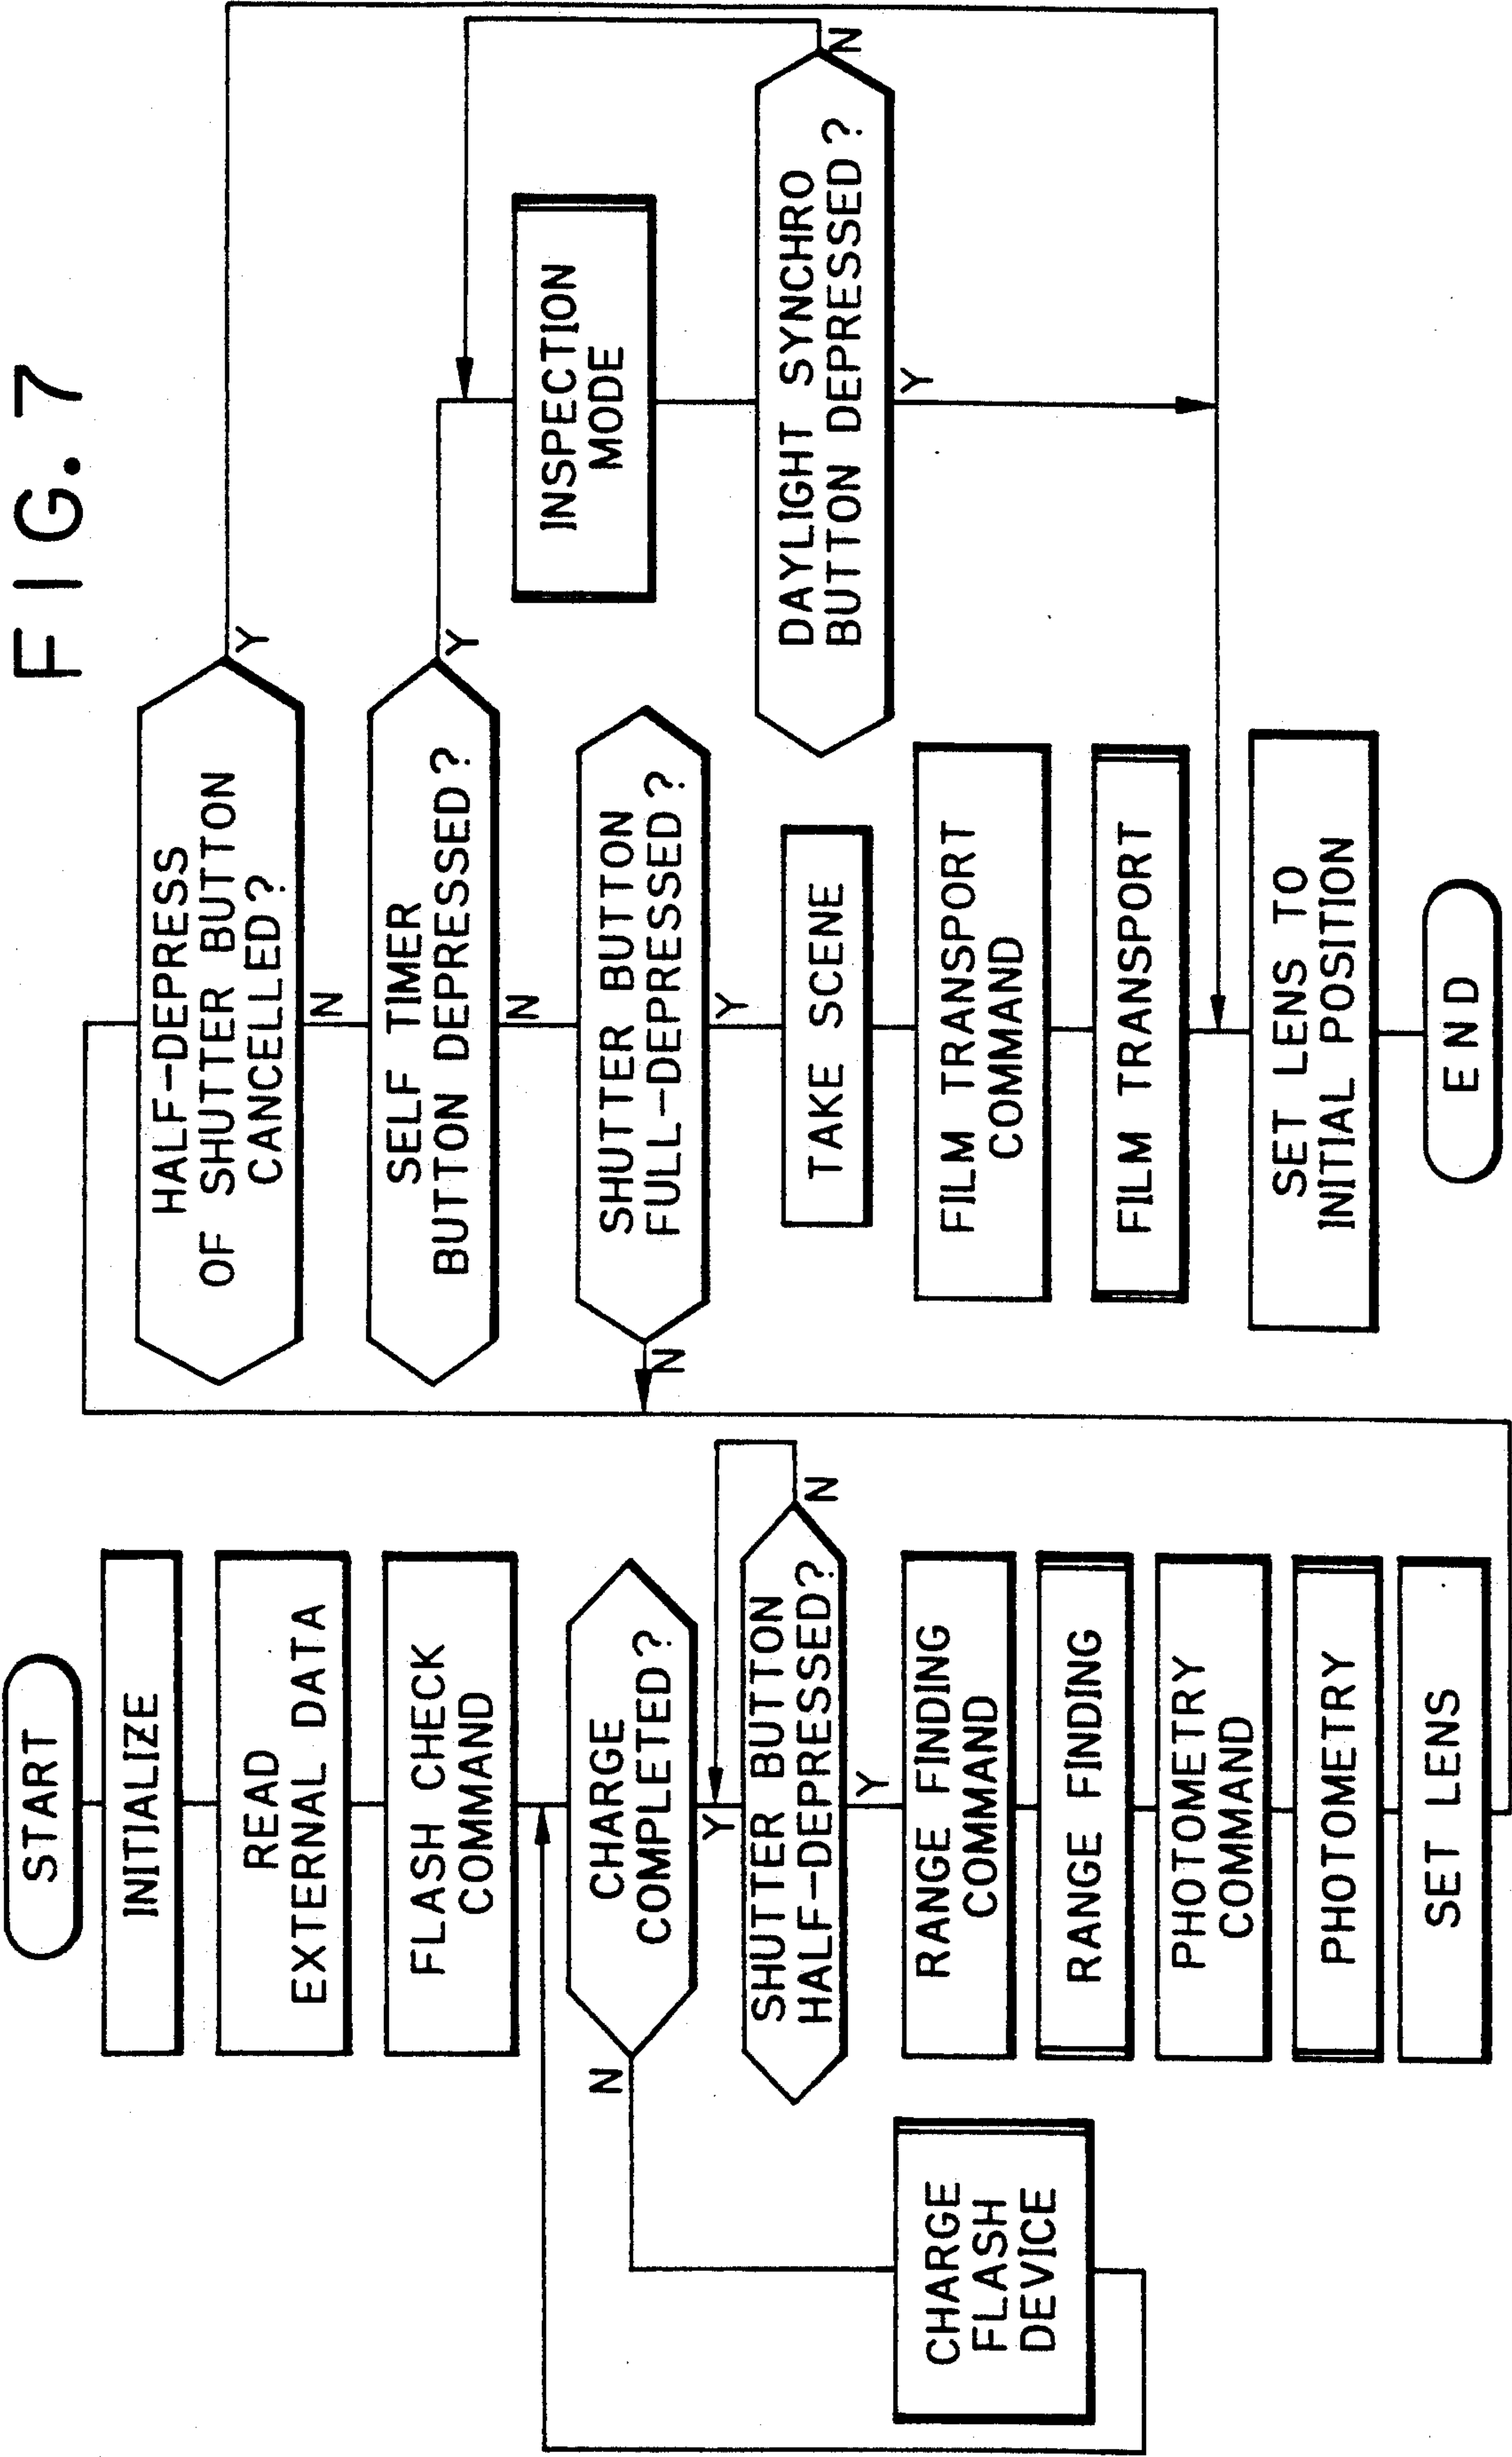 FIG. 7
START
INITIALIZE
READ
EXTERNAL DATA
FLASH CHECK
COMMAND
CHARGE
COMPLETED?
N
Y
CHARGE
FLASH
DEVICE
SHUTTER BUTTON
HALF-DEPRESSED?
N
Y
RANGE FINDING
COMMAND
RANGE FINDING
PHOTOMETRY
COMMAND
PHOTOMETRY
SET LENS
HALF-DEPRESS
OF SHUTTER BUTTON
CANCELLED?
Y
N
SELF TIMER
BUTTON DEPRESSED?
Y
N
SHUTTER BUTTON
FULL-DEPRESSED?
N
Y
TAKE SCENE
FILM TRANSPORT
COMMAND
FILM TRANSPORT
SET LENS TO
INITIAL POSITION
END
INSPECTION
MODE
DAYLIGHT SYNCHRO
BUTTON DEPRESSED?
N
Y